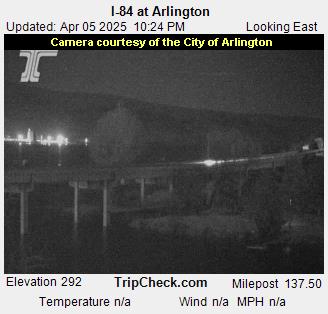 I-84 at Arlington
Updated: Apr 05 2025 10:24 PM Looking East
Camera courtesy of the City of Arlington
Elevation 292 TripCheck.com Milepost 137.50
Temperature n/a Wind n/a MPH n/a